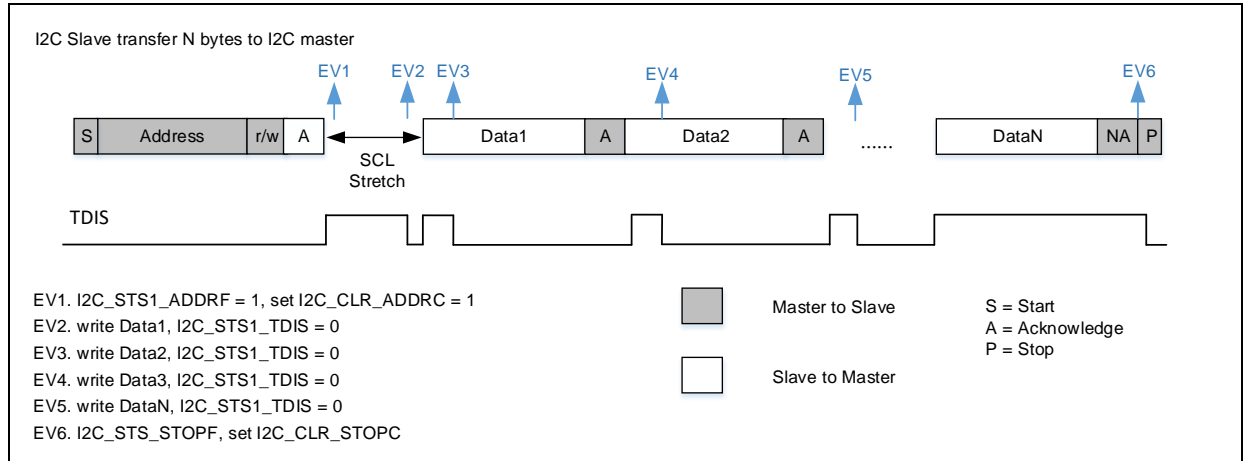 I2C Slave transfer N bytes to I2C master
EV1 EV2 EV3 EV4 EV5 EV6
S Address r/w A Data1 A Data2 A ...... DataN NA P
SCL
Stretch
TDIS
EV1. I2C_STS1_ADDRF = 1, set I2C_CLR_ADDRC = 1
EV2. write Data1, I2C_STS1_TDIS = 0
EV3. write Data2, I2C_STS1_TDIS = 0
EV4. write Data3, I2C_STS1_TDIS = 0
EV5. write DataN, I2C_STS1_TDIS = 0
EV6. I2C_STS_STOPF, set I2C_CLR_STOPC
Master to Slave
Slave to Master
S = Start
A = Acknowledge
P = Stop